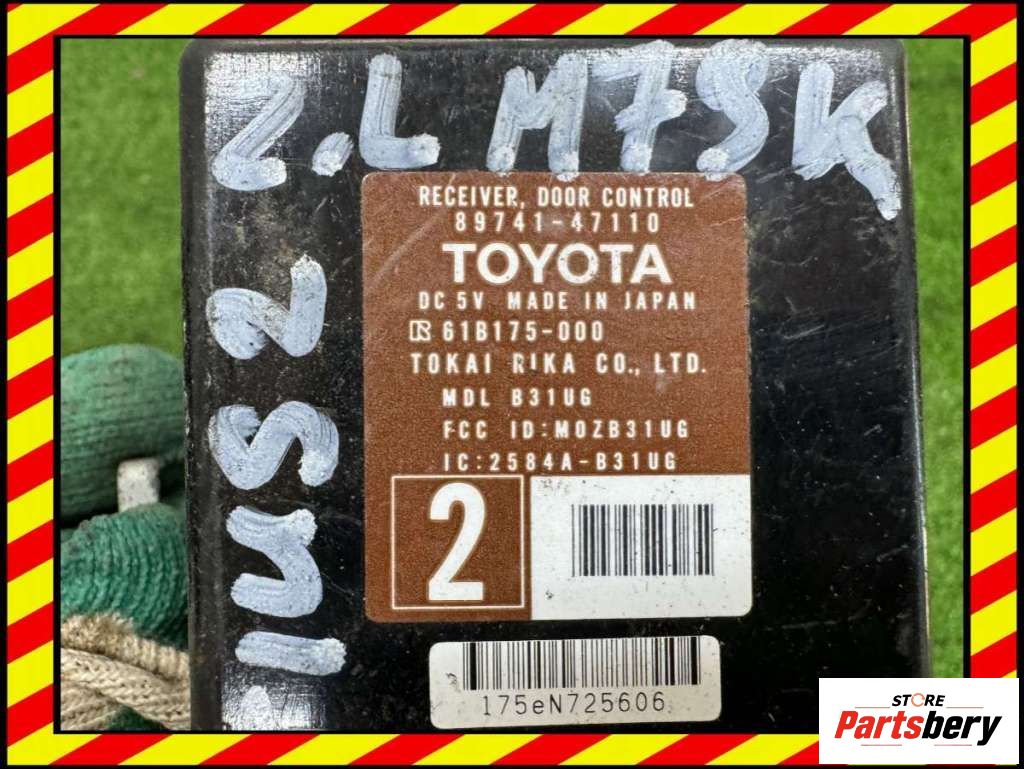 2.LM79K
RECEIVER, DOOR CONTROL
89741-47110
TOYOTA
DC 5V MADE IN JAPAN
R 61B175-000
TOKAI RIKA CO., LTD.
MDL B31UG
FCC ID:MOZB31UG
IC:2584A-B31UG
2
175eN725606
STORE
Partsbery